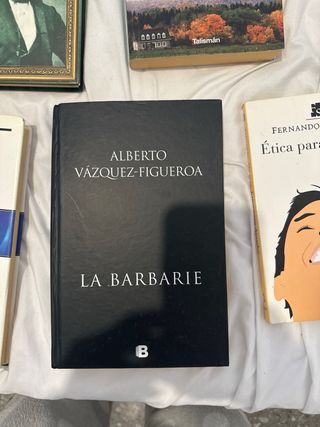 Talismán
ALBERTO
VÁZQUEZ-FIGUEROA
LA BARBARIE
B
FERNANDO
Ética para